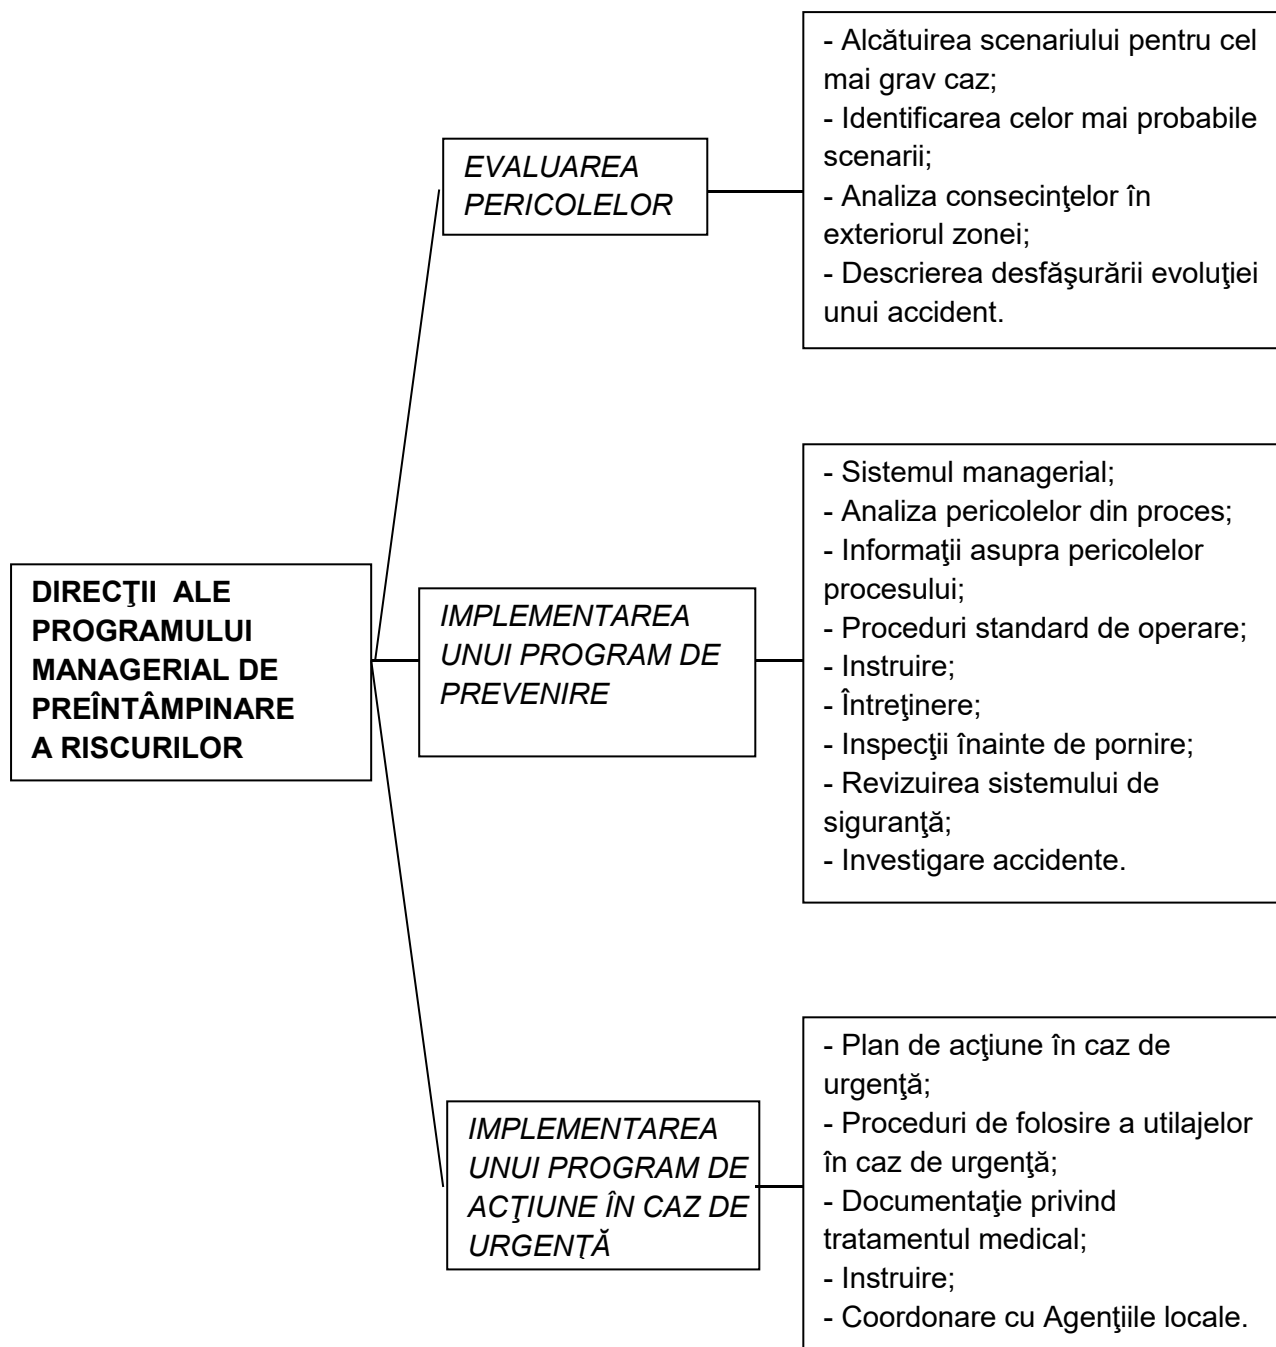 DIRECŢII ALE
PROGRAMULUI
MANAGERIAL DE
PREÎNTÂMPINARE
A RISCURILOR
EVALUAREA
PERICOLELOR
- Alcătuirea scenariului pentru cel
mai grav caz;
- Identificarea celor mai probabile
scenarii;
- Analiza consecinţelor în
exteriorul zonei;
- Descrierea desfăşurării evoluţiei
unui accident.
IMPLEMENTAREA
UNUI PROGRAM DE
PREVENIRE
- Sistemul managerial;
- Analiza pericolelor din proces;
- Informaţii asupra pericolelor
procesului;
- Proceduri standard de operare;
- Instruire;
- Întreţinere;
- Inspecţii înainte de pornire;
- Revizuirea sistemului de
siguranţă;
- Investigare accidente.
IMPLEMENTAREA
UNUI PROGRAM DE
ACŢIUNE ÎN CAZ DE
URGENŢĂ
- Plan de acţiune în caz de
urgenţă;
- Proceduri de folosire a utilajelor
în caz de urgenţă;
- Documentaţie privind
tratamentul medical;
- Instruire;
- Coordonare cu Agenţiile locale.